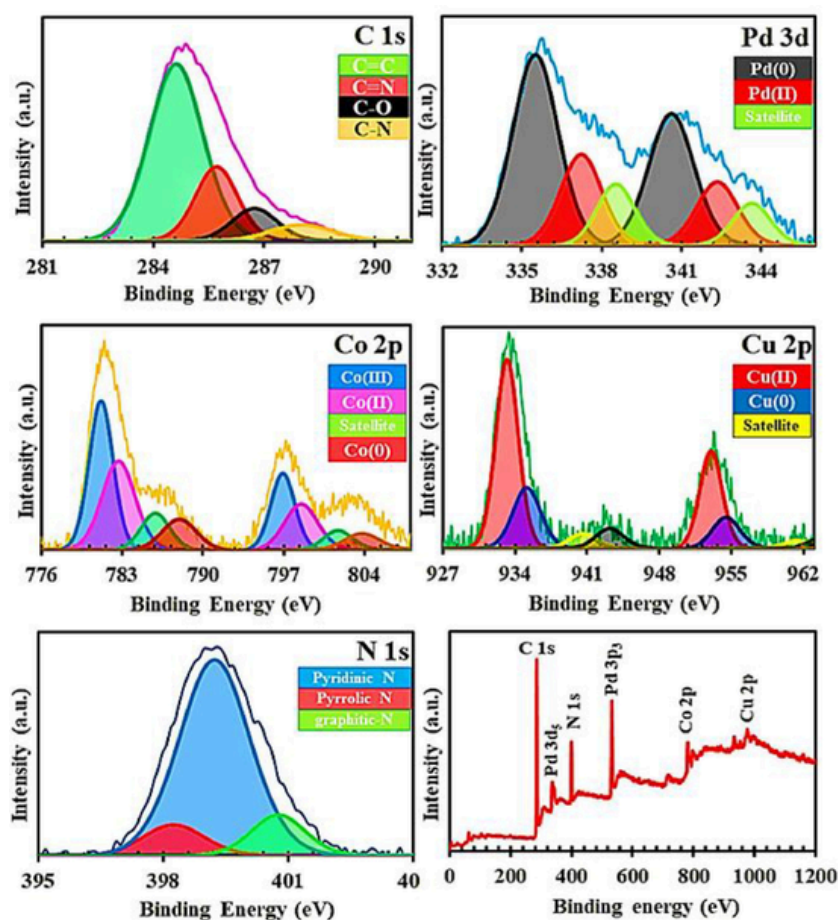 C 1s
C=C
C=N
C-O
C-N
Intensity (a.u.)
281 284 287 290
Binding Energy (eV)
Pd 3d
Pd(0)
Pd(II)
Satellite
Intensity (a.u.)
332 335 338 341 344
Binding Energy (eV)
Co 2p
Co(III)
Co(II)
Satellite
Co(0)
Intensity (a.u.)
776 783 790 797 804
Binding Energy (eV)
Cu 2p
Cu(II)
Cu(0)
Satellite
Intensity (a.u.)
927 934 941 948 955 962
Binding Energy (eV)
N 1s
Pyridinic N
Pyrrolic N
graphitic-N
Intensity (a.u.)
395 398 401 40
Binding Energy (eV)
C 1s
Pd 3d5
N 1s
Pd 3p3
Co 2p
Cu 2p
Intensity (a.u.)
0 200 400 600 800 1000 1200
Binding energy (eV)